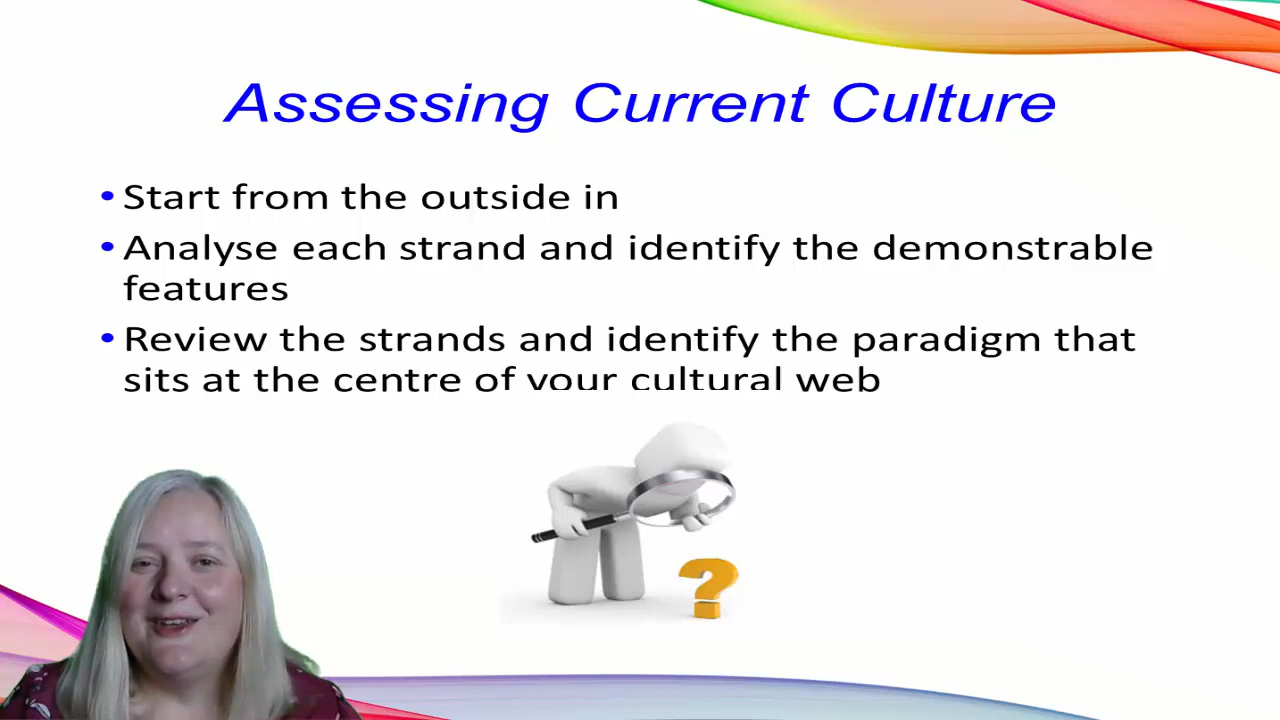 Assessing Current Culture
• Start from the outside in
• Analyse each strand and identify the demonstrable
features
• Review the strands and identify the paradigm that
sits at the centre of your cultural web
?